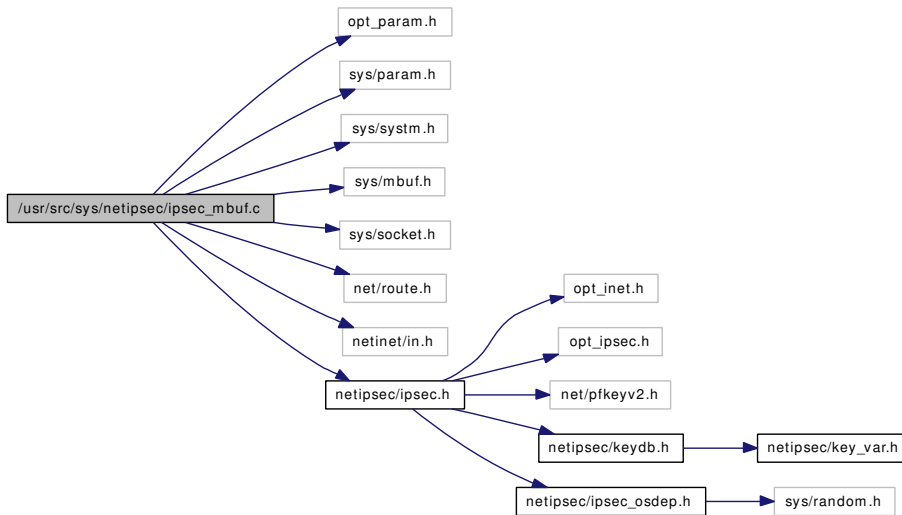 opt_param.h
sys/param.h
sys/systm.h
sys/mbuf.h
/usr/src/sys/netipsec/ipsec_mbuf.c
sys/socket.h
net/route.h
opt_inet.h
netinet/in.h
opt_ipsec.h
netipsec/ipsec.h
net/pfkeyv2.h
netipsec/keydb.h
netipsec/key_var.h
netipsec/ipsec_osdep.h
sys/random.h